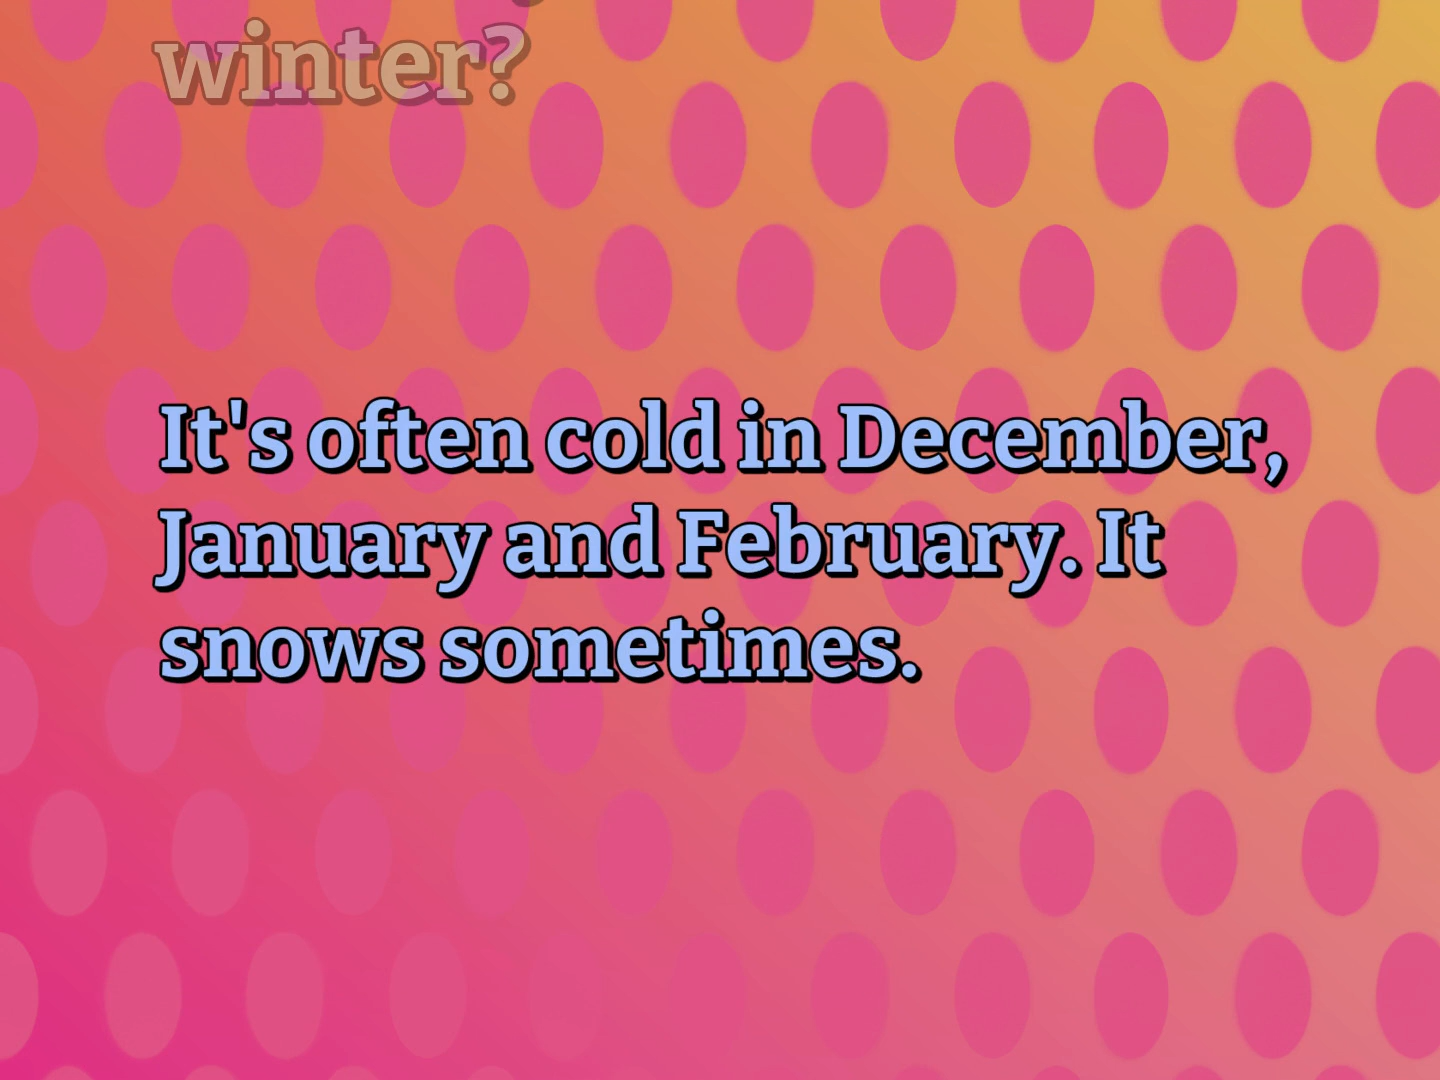 winter?
It's often cold in December,
January and February. It
snows sometimes.